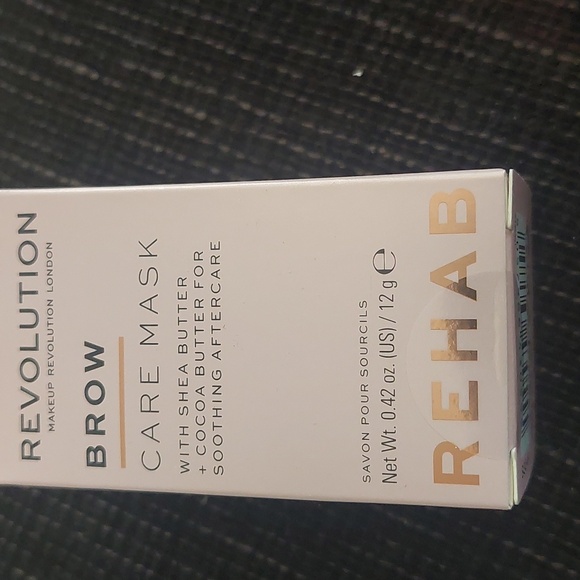 REVOLUTION
MAKEUP REVOLUTION LONDON
BROW
CARE MASK
WITH SHEA BUTTER
+ COCOA BUTTER FOR
SOOTHING AFTERCARE
SAVON POUR SOURCILS
Net Wt. 0.42 oz. (US) / 12 g ℮
REHAB